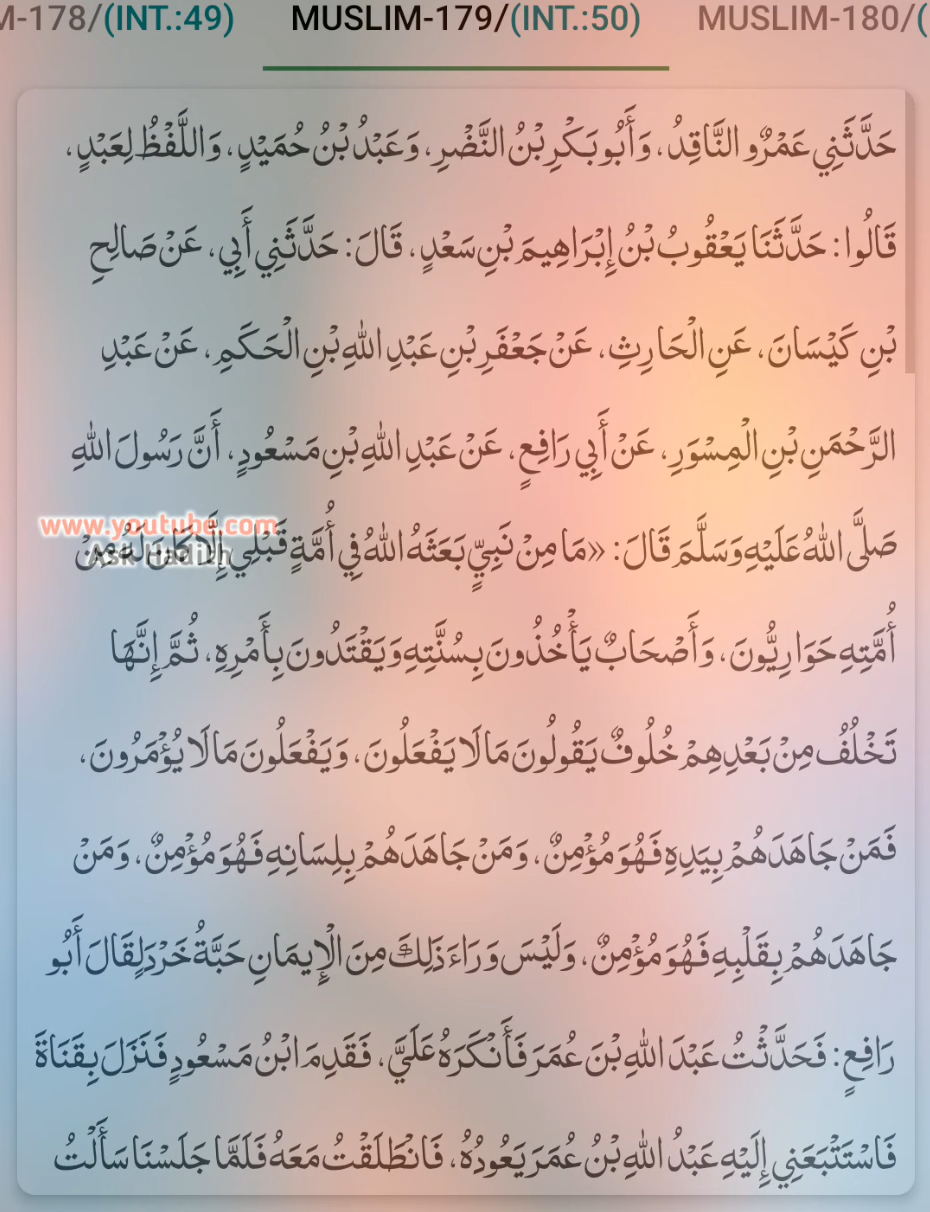 M-178/(INT.:49) MUSLIM-179/(INT.:50) MUSLIM-180/(
حَدَّثَنِي عَمْرٌو النَّاقِدُ، وَأَبُو بَكْرِ بْنُ النَّضْرِ، وَعَبْدُ بْنُ حُمَيْدٍ، وَاللَّفْظُ لِعَبْدٍ،
قَالُوا: حَدَّثَنَا يَعْقُوبُ بْنُ إِبْرَاهِيمَ بْنِ سَعْدٍ، قَالَ: حَدَّثَنِي أَبِي، عَنْ صَالِحِ
بْنِ كَيْسَانَ، عَنِ الْحَارِثِ، عَنْ جَعْفَرِ بْنِ عَبْدِ اللهِ بْنِ الْحَكَمِ، عَنْ عَبْدِ
الرَّحْمَنِ بْنِ الْمِسْوَرِ، عَنْ أَبِي رَافِعٍ، عَنْ عَبْدِ اللهِ بْنِ مَسْعُودٍ، أَنَّ رَسُولَ اللهِ
صَلَّى اللهُ عَلَيْهِ وَسَلَّمَ قَالَ: «مَا مِنْ نَبِيٍّ بَعَثَهُ اللهُ فِي أُمَّةٍ قَبْلِي إِلَّا كَانَ لَهُ مِنْ
www.youtube.com
Ask Hadith
أُمَّتِهِ حَوَارِيُّونَ، وَأَصْحَابٌ يَأْخُذُونَ بِسُنَّتِهِ وَيَقْتَدُونَ بِأَمْرِهِ، ثُمَّ إِنَّهَا
تَخْلُفُ مِنْ بَعْدِهِمْ خُلُوفٌ يَقُولُونَ مَا لَا يَفْعَلُونَ، وَيَفْعَلُونَ مَا لَا يُؤْمَرُونَ،
فَمَنْ جَاهَدَهُمْ بِيَدِهِ فَهُوَ مُؤْمِنٌ، وَمَنْ جَاهَدَهُمْ بِلِسَانِهِ فَهُوَ مُؤْمِنٌ، وَمَنْ
جَاهَدَهُمْ بِقَلْبِهِ فَهُوَ مُؤْمِنٌ، وَلَيْسَ وَرَاءَ ذَلِكَ مِنَ الْإِيمَانِ حَبَّةُ خَرْدَلٍقَالَ أَبُو
رَافِعٍ: فَحَدَّثْتُ عَبْدَ اللهِ بْنَ عُمَرَ فَأَنْكَرَهُ عَلَيَّ، فَقَدِمَ ابْنُ مَسْعُودٍ فَنَزَلَ بِقَنَاةَ
فَاسْتَتْبَعَنِي إِلَيْهِ عَبْدُ اللهِ بْنُ عُمَرَ يَعُودُهُ، فَانْطَلَقْتُ مَعَهُ فَلَمَّا جَلَسْنَا سَأَلْتُ